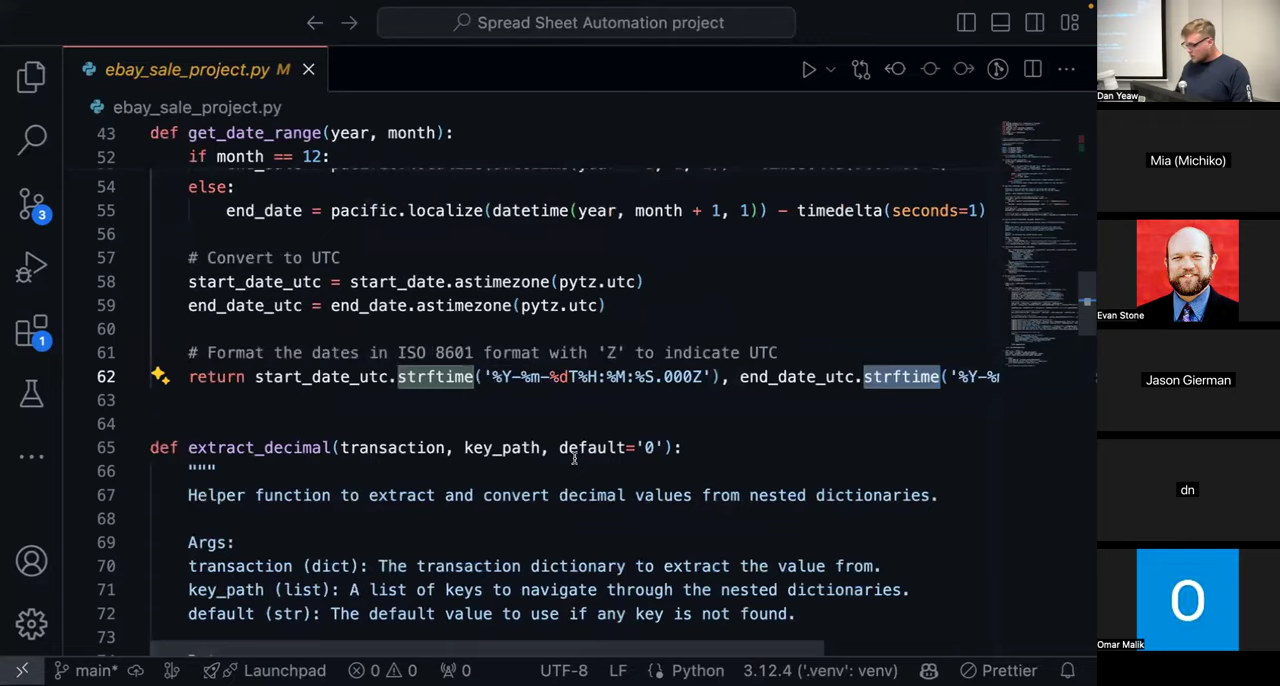 Spread Sheet Automation project
ebay_sale_project.py M
ebay_sale_project.py
43 def get_date_range(year, month):
52 if month == 12:
54 else:
55 end_date = pacific.localize(datetime(year, month + 1, 1)) - timedelta(seconds=1)
56
57 # Convert to UTC
58 start_date_utc = start_date.astimezone(pytz.utc)
59 end_date_utc = end_date.astimezone(pytz.utc)
60
61 # Format the dates in ISO 8601 format with 'Z' to indicate UTC
62 return start_date_utc.strftime('%Y-%m-%dT%H:%M:%S.000Z'), end_date_utc.strftime('%Y-%m
63
64
65 def extract_decimal(transaction, key_path, default='0'):
66 """
67 Helper function to extract and convert decimal values from nested dictionaries.
68
69 Args:
70 transaction (dict): The transaction dictionary to extract the value from.
71 key_path (list): A list of keys to navigate through the nested dictionaries.
72 default (str): The default value to use if any key is not found.
73
3
1
main* Launchpad 0 0 0 UTF-8 LF Python 3.12.4 ('.venv': venv) Prettier
Dan Yeaw
Mia (Michiko)
Evan Stone
Jason Gierman
dn
O
Omar Malik